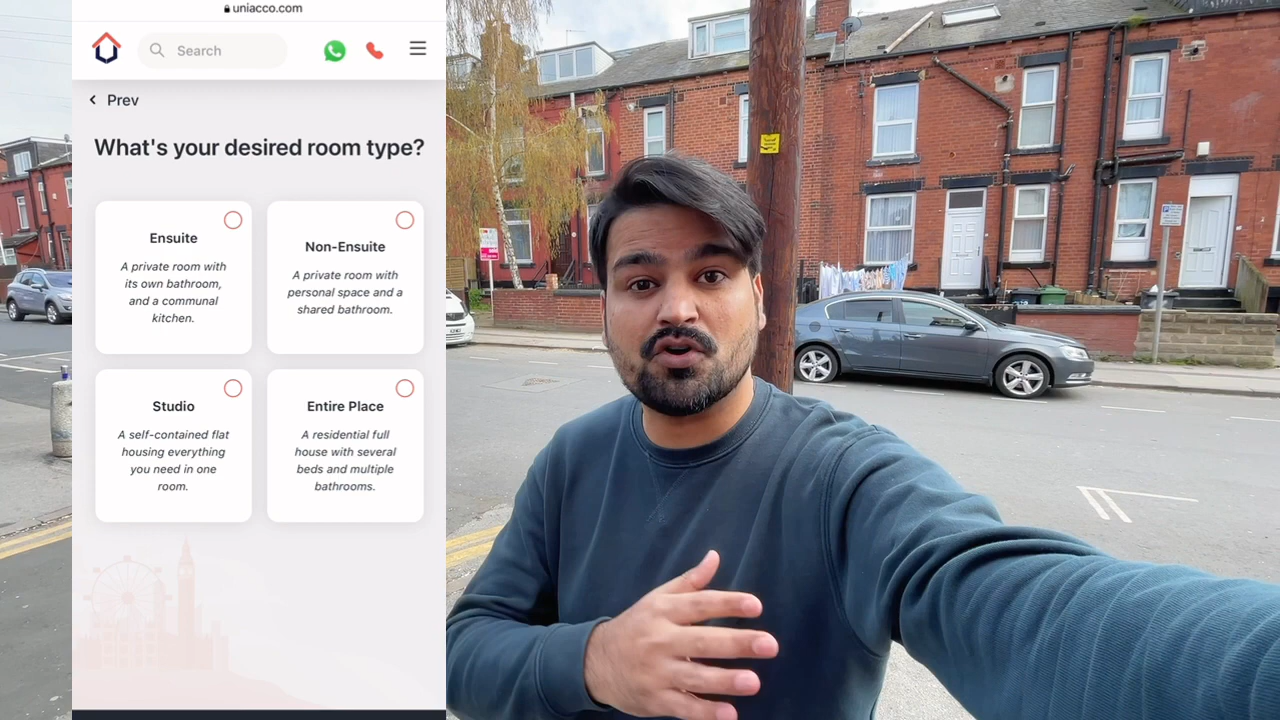 uniacco.com
Search
Prev
What's your desired room type?
Ensuite
A private room with
its own bathroom,
and a communal
kitchen.
Non-Ensuite
A private room with
personal space and a
shared bathroom.
Studio
A self-contained flat
housing everything
you need in one
room.
Entire Place
A residential full
house with several
beds and multiple
bathrooms.